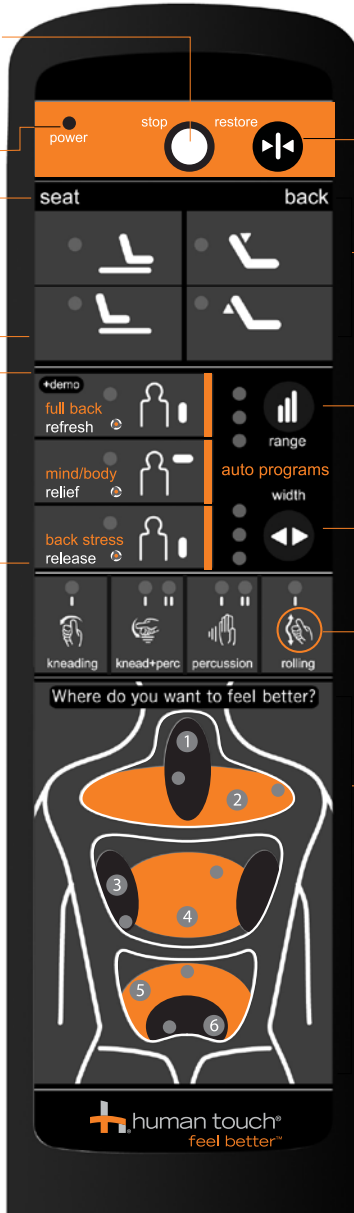 stop restore
power
seat back
+demo
full back
refresh
range
mind/body
relief
auto programs
width
back stress
release
I I II I II I
kneading knead+perc percussion rolling
Where do you want to feel better?
1
2
3
4
5
6
human touch®
feel better™